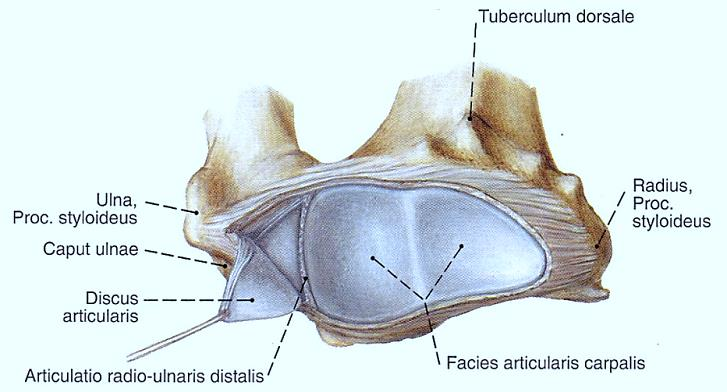 Tuberculum dorsale
Ulna,
Proc. styloideus
Caput ulnae
Discus
articularis
Articulatio radio-ulnaris distalis
Radius,
Proc.
styloideus
Facies articularis carpalis